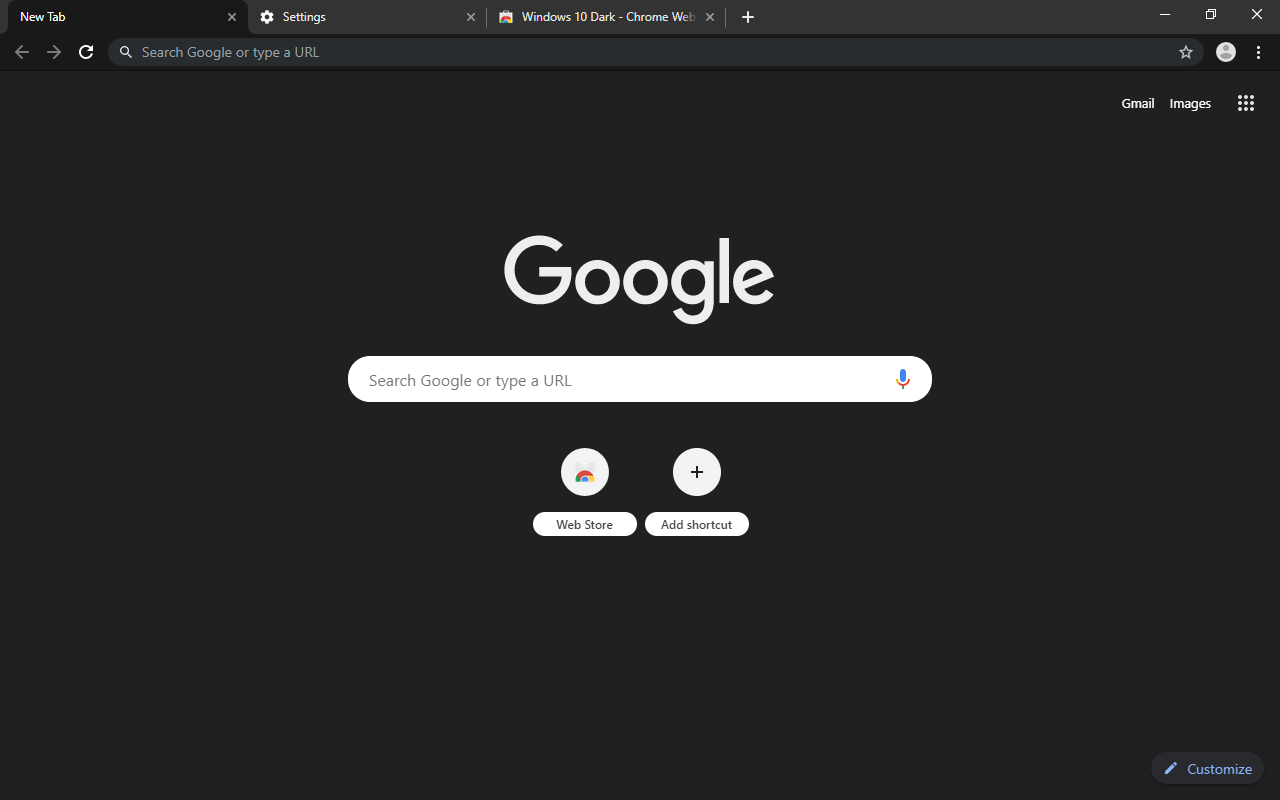 New Tab
Settings
Windows 10 Dark - Chrome Web
Search Google or type a URL
Gmail
Images
Google
Search Google or type a URL
Web Store
Add shortcut
Customize